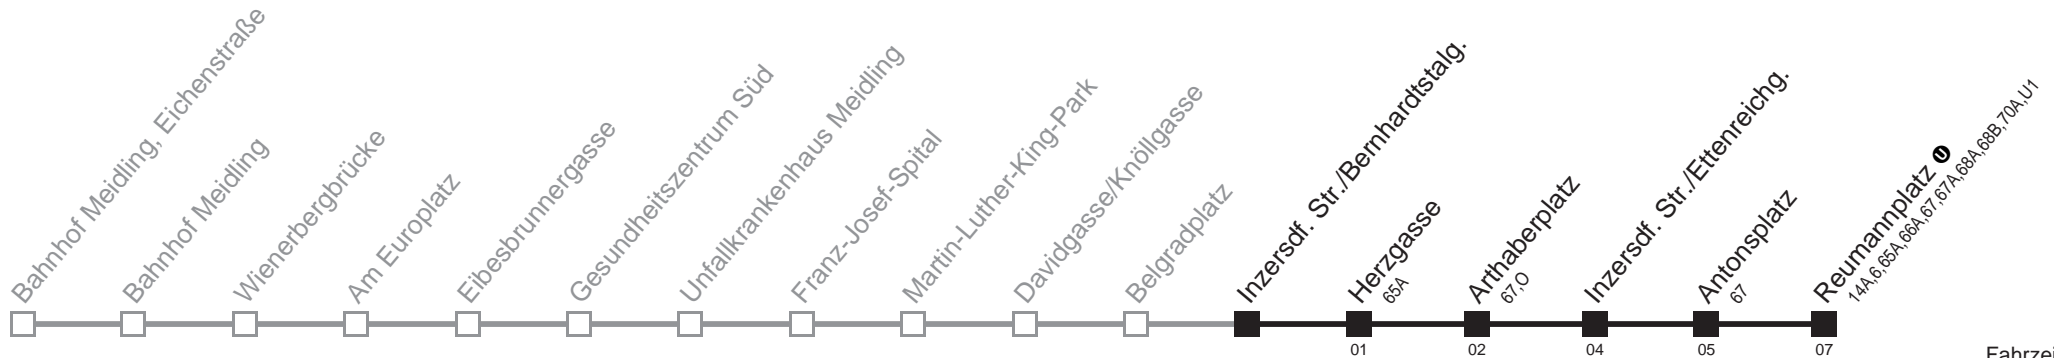 Bahnhof Meidling, Eichenstraße
Bahnhof Meidling
Wienerbergbrücke
Am Europlatz
Eibesbrunnergasse
Gesundheitszentrum Süd
Unfallkrankenhaus Meidling
Franz-Josef-Spital
Martin-Luther-King-Park
Davidgasse/Knöllgasse
Belgradplatz
Inzersdf. Str./Bernhardtstalg.
Herzgasse
65A
Arthaberplatz
67,O
Inzersdf. Str./Ettenreichg.
Antonsplatz
67
Reumannplatz U
14A,6,65A,66A,67,67A,68A,68B,70A,U1
01 02 04 05 07